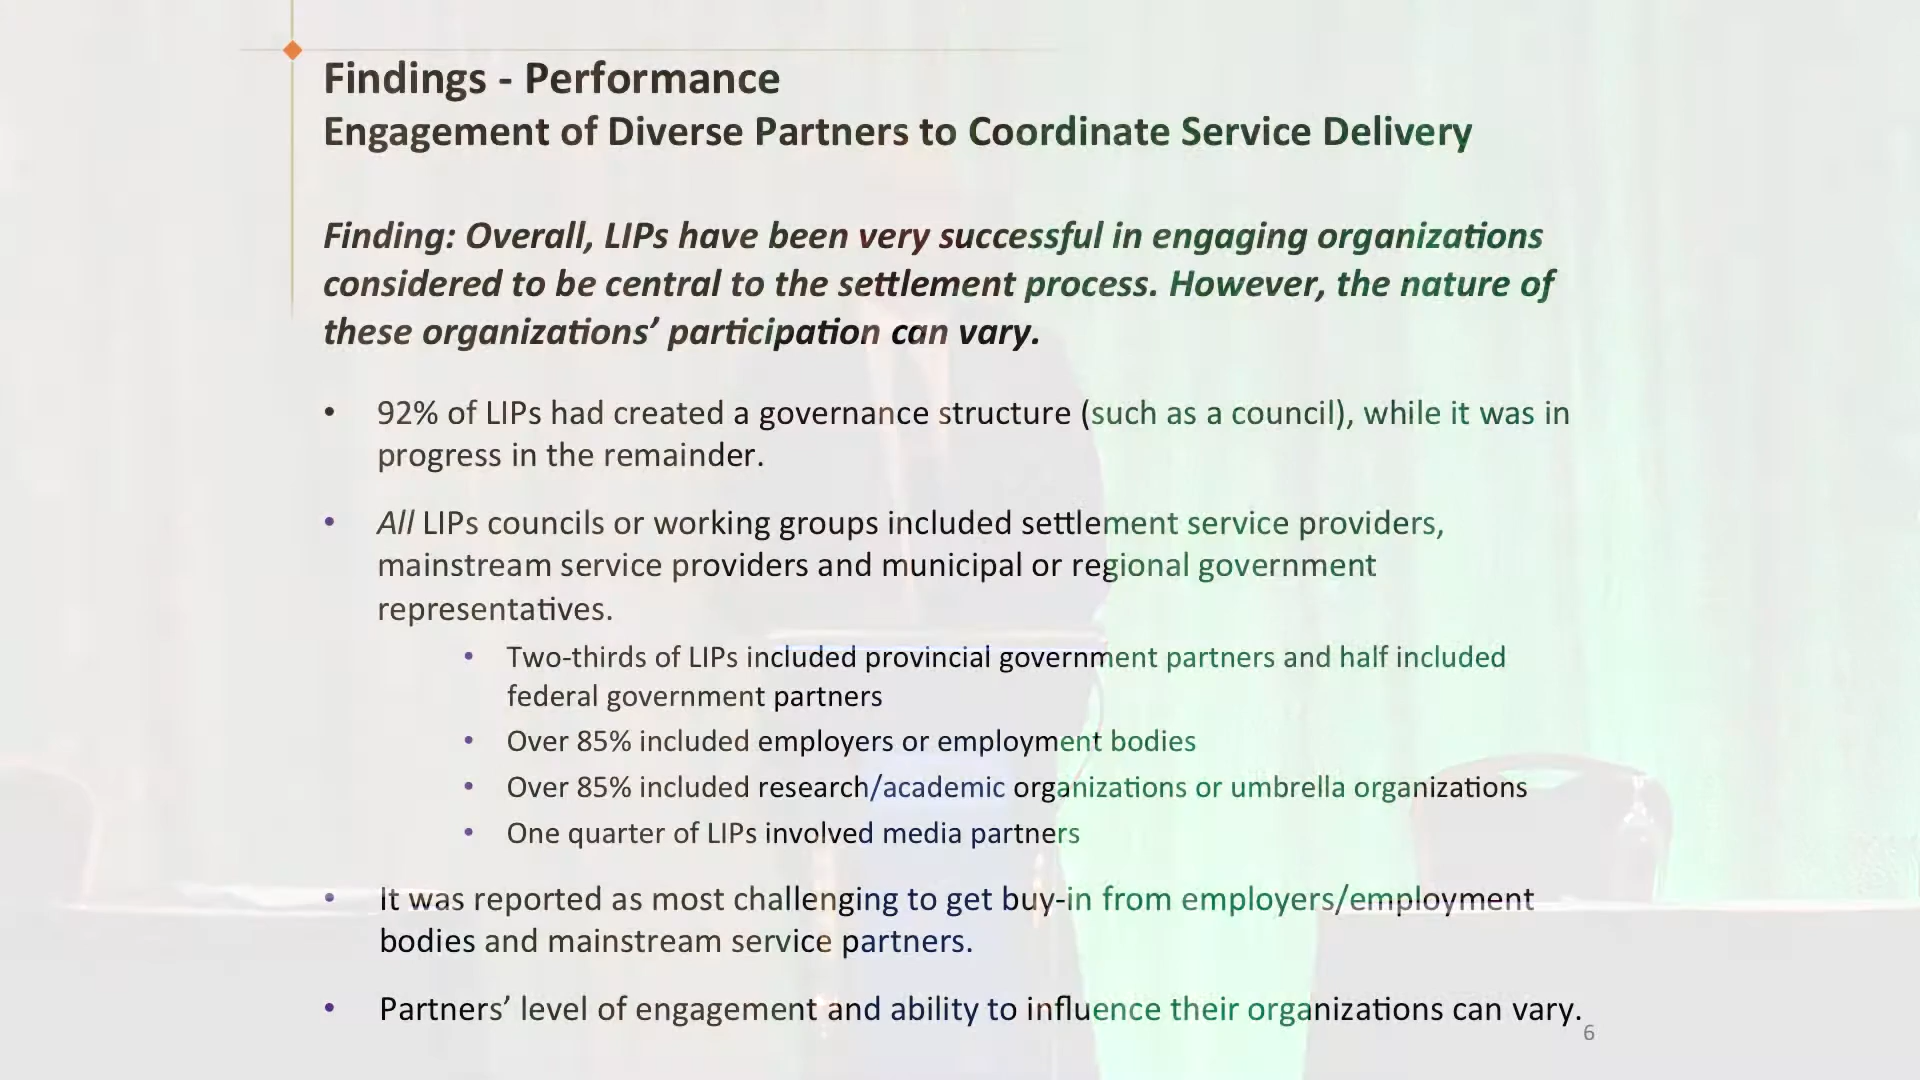 Findings - Performance
Engagement of Diverse Partners to Coordinate Service Delivery
Finding: Overall, LIPs have been very successful in engaging organizations
considered to be central to the settlement process. However, the nature of
these organizations’ participation can vary.
• 92% of LIPs had created a governance structure (such as a council), while it was in
progress in the remainder.
• All LIPs councils or working groups included settlement service providers,
mainstream service providers and municipal or regional government
representatives.
• Two-thirds of LIPs included provincial government partners and half included
federal government partners
• Over 85% included employers or employment bodies
• Over 85% included research/academic organizations or umbrella organizations
• One quarter of LIPs involved media partners
• It was reported as most challenging to get buy-in from employers/employment
bodies and mainstream service partners.
• Partners’ level of engagement and ability to influence their organizations can vary.
6